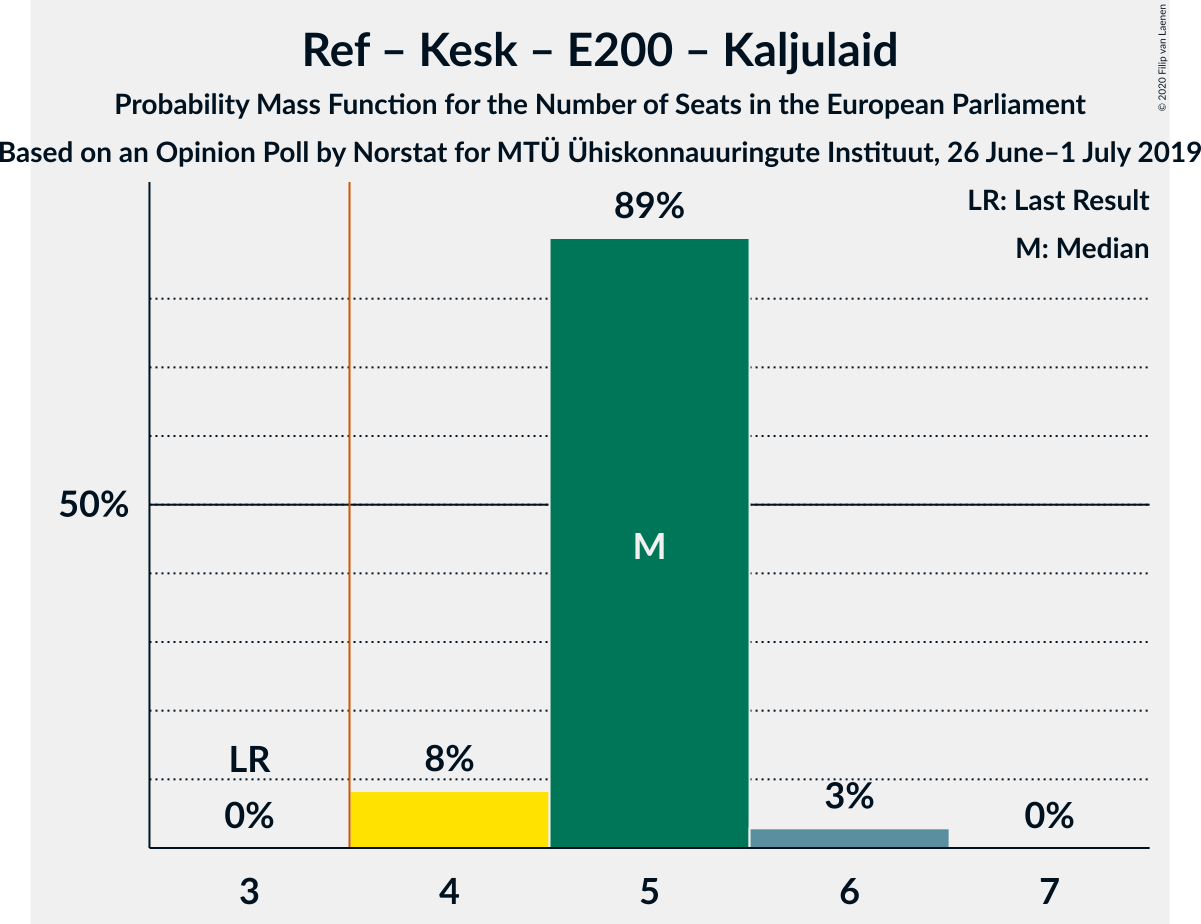 Ref – Kesk – E200 – Kaljulaid
Probability Mass Function for the Number of Seats in the European Parliament
Based on an Opinion Poll by Norstat for MTÜ Ühiskonnauuringute Instituut, 26 June–1 July 2019
© 2020 Filip van Laenen
LR: Last Result
M: Median
89%
50%
M
LR
8%
3%
0%
0%
3
4
5
6
7